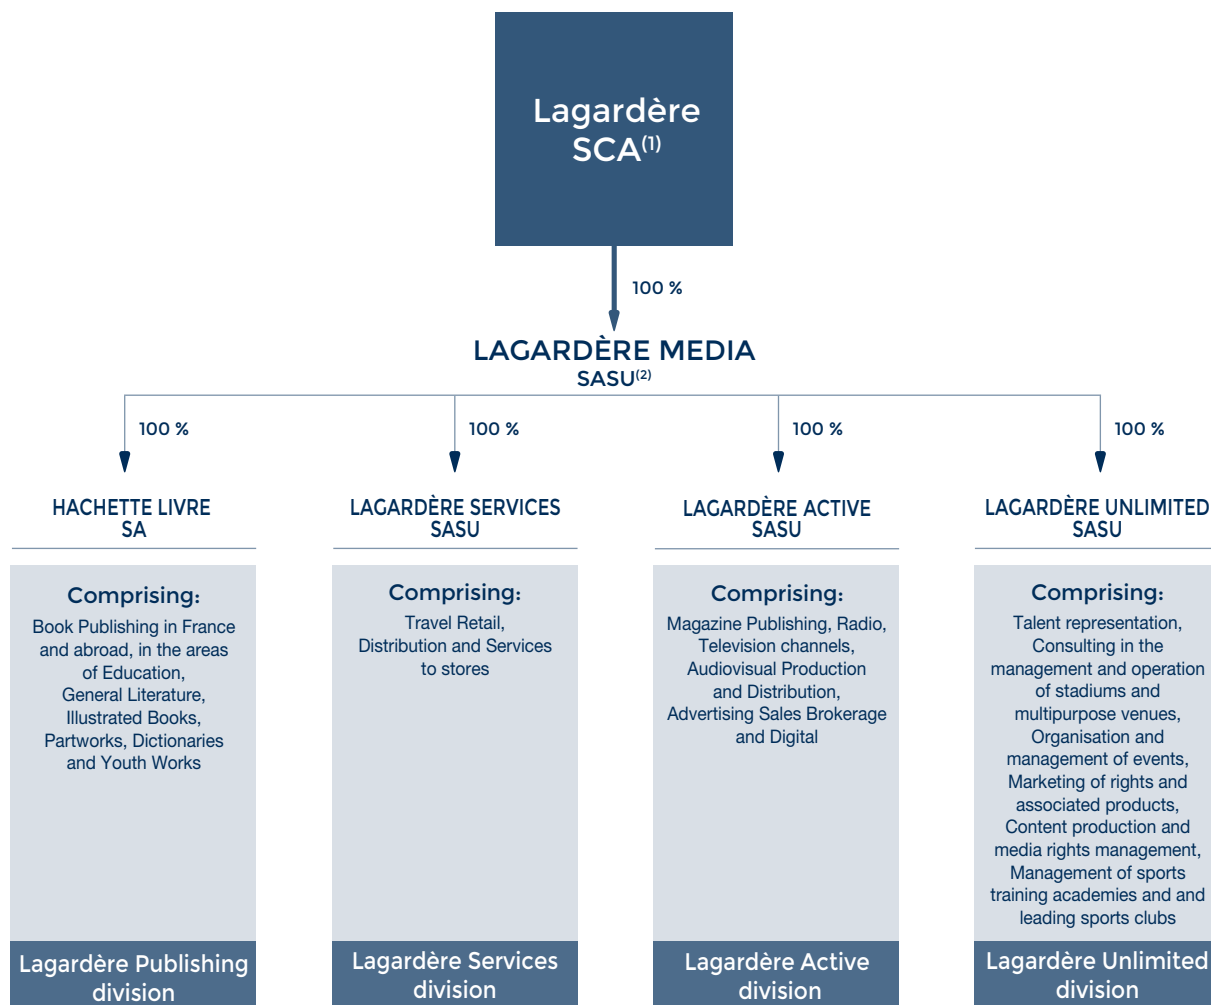 Lagardère
SCA(1)
100 %
LAGARDÈRE MEDIA
SASU(2)
100 %
100 %
100 %
100 %
HACHETTE LIVRE
SA
Comprising:
Book Publishing in France
and abroad, in the areas
of Education,
General Literature,
Illustrated Books,
Partworks, Dictionaries
and Youth Works
Lagardère Publishing
division
LAGARDÈRE SERVICES
SASU
Comprising:
Travel Retail,
Distribution and Services
to stores
Lagardère Services
division
LAGARDÈRE ACTIVE
SASU
Comprising:
Magazine Publishing, Radio,
Television channels,
Audiovisual Production
and Distribution,
Advertising Sales Brokerage
and Digital
Lagardère Active
division
LAGARDÈRE UNLIMITED
SASU
Comprising:
Talent representation,
Consulting in the
management and operation
of stadiums and
multipurpose venues,
Organisation and
management of events,
Marketing of rights and
associated products,
Content production and
media rights management,
Management of sports
training academies and and
leading sports clubs
Lagardère Unlimited
division